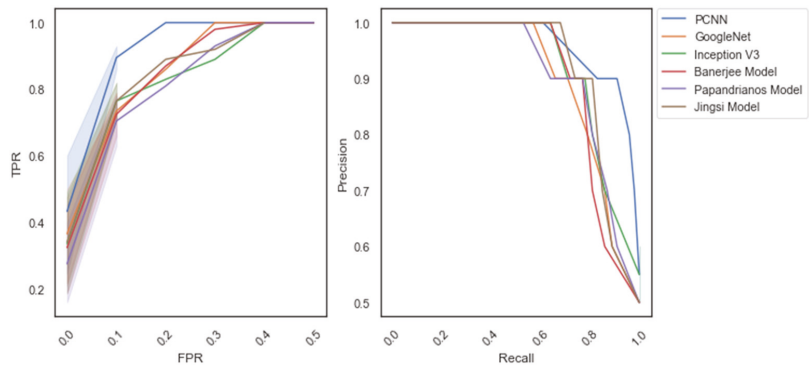 1.0
0.8
0.6
0.4
0.2
TPR
0.0
0.1
0.2
0.3
0.4
0.5
FPR
1.0
0.9
0.8
0.7
0.6
0.5
Precision
0.0
0.2
0.4
0.6
0.8
1.0
Recall
PCNN
GoogleNet
Inception V3
Banerjee Model
Papandrianos Model
Jingsi Model